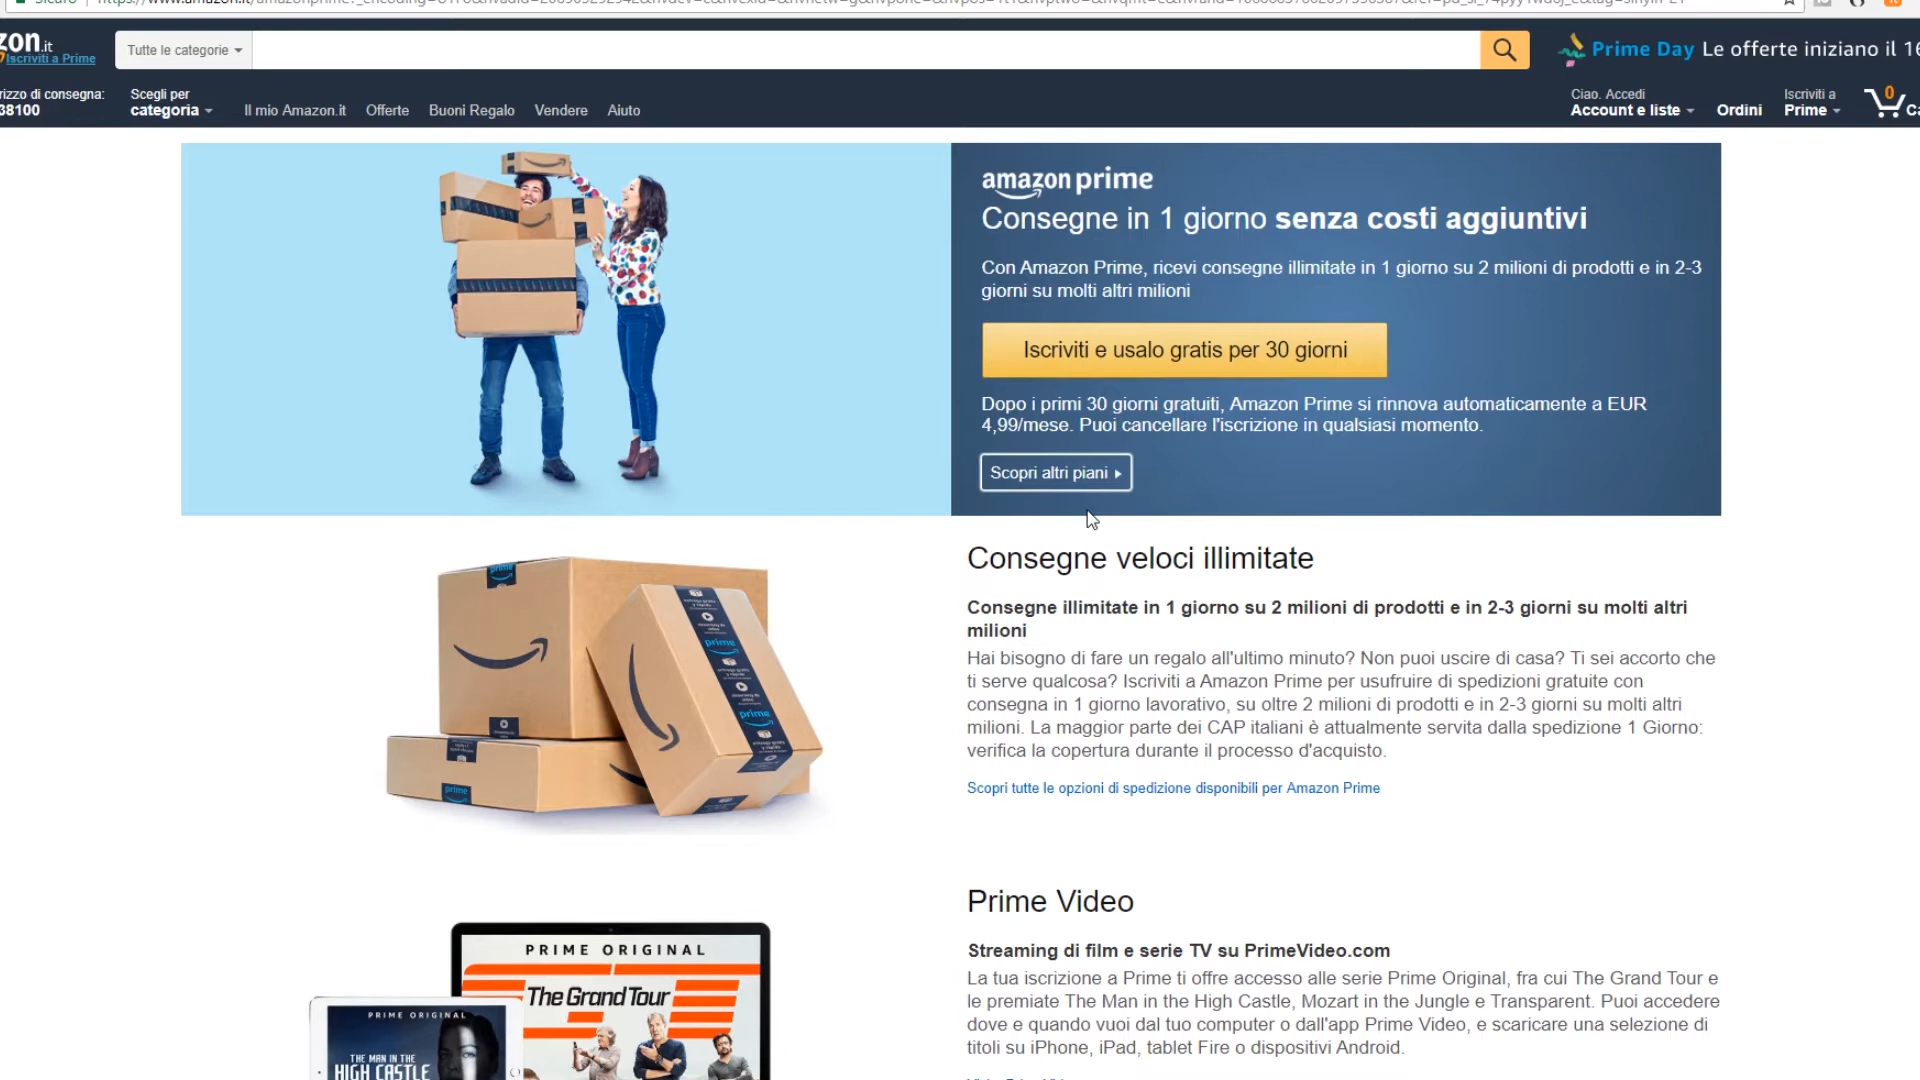 zon.it
Iscriviti a Prime
Tutte le categorie
Prime Day Le offerte iniziano il 16
rizzo di consegna:
38100
Scegli per
categoria
Il mio Amazon.it
Offerte
Buoni Regalo
Vendere
Aiuto
Ciao. Accedi
Account e liste
Ordini
Iscriviti a
Prime
0
Ca
amazon prime
Consegne in 1 giorno senza costi aggiuntivi
Con Amazon Prime, ricevi consegne illimitate in 1 giorno su 2 milioni di prodotti e in 2-3
giorni su molti altri milioni
Iscriviti e usalo gratis per 30 giorni
Dopo i primi 30 giorni gratuiti, Amazon Prime si rinnova automaticamente a EUR
4,99/mese. Puoi cancellare l'iscrizione in qualsiasi momento.
Scopri altri piani
Consegne veloci illimitate
Consegne illimitate in 1 giorno su 2 milioni di prodotti e in 2-3 giorni su molti altri
milioni
Hai bisogno di fare un regalo all'ultimo minuto? Non puoi uscire di casa? Ti sei accorto che
ti serve qualcosa? Iscriviti a Amazon Prime per usufruire di spedizioni gratuite con
consegna in 1 giorno lavorativo, su oltre 2 milioni di prodotti e in 2-3 giorni su molti altri
milioni. La maggior parte dei CAP italiani è attualmente servita dalla spedizione 1 Giorno:
verifica la copertura durante il processo d'acquisto.
Scopri tutte le opzioni di spedizione disponibili per Amazon Prime
prime
prime
prime
prime
Prime Video
Streaming di film e serie TV su PrimeVideo.com
La tua iscrizione a Prime ti offre accesso alle serie Prime Original, fra cui The Grand Tour e
le premiate The Man in the High Castle, Mozart in the Jungle e Transparent. Puoi accedere
dove e quando vuoi dal tuo computer o dall'app Prime Video, e scaricare una selezione di
titoli su iPhone, iPad, tablet Fire o dispositivi Android.
PRIME ORIGINAL
The Grand Tour
PRIME ORIGINAL
THE MAN IN THE
HIGH CASTLE